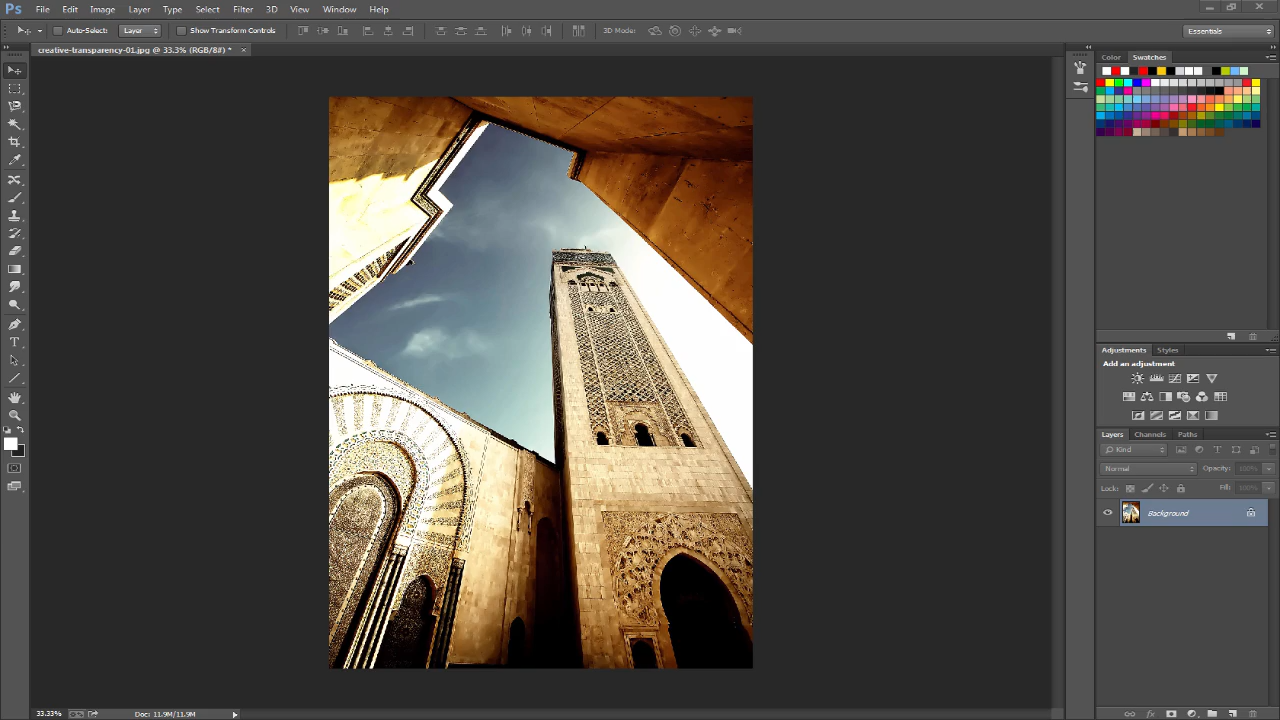 Ps File Edit Image Layer Type Select Filter 3D View Window Help
Auto-Select: Layer Show Transform Controls 3D Mode: Essentials
creative-transparency-01.jpg @ 33.3% (RGB/8#) * ×
Color Swatches
Adjustments Styles
Add an adjustment
Layers Channels Paths
Kind
Normal Opacity: 100%
Lock: Fill: 100%
Background
33.33% Doc: 11.9M/11.9M